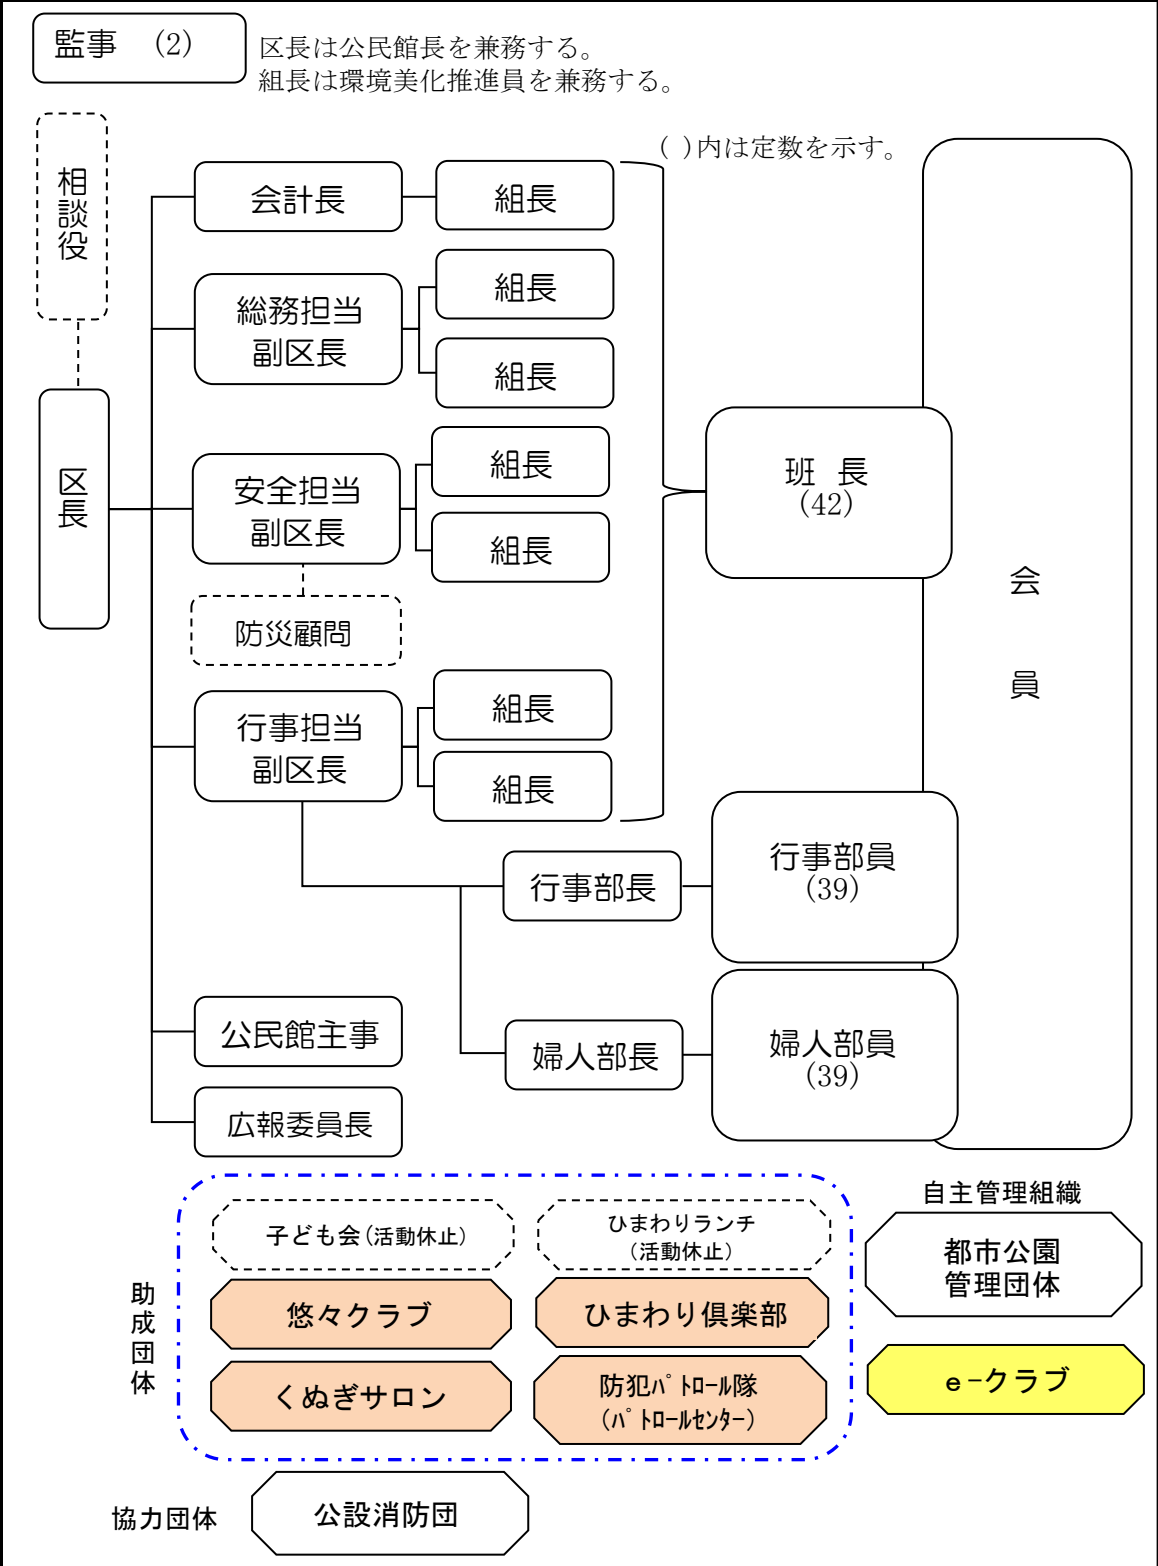 監事 (2)
区長は公民館長を兼務する。
組長は環境美化推進員を兼務する。
( )内は定数を示す。
相談役
会計長
組長
総務担当
副区長
組長
組長
区長
安全担当
副区長
組長
組長
防災顧問
班 長
(42)
会員
行事担当
副区長
組長
組長
行事部長
行事部員
(39)
公民館主事
婦人部長
婦人部員
(39)
広報委員長
助成団体
子ども会(活動休止)
ひまわりランチ
(活動休止)
悠々クラブ
ひまわり倶楽部
くぬぎサロン
防犯パトロール隊
(パトロールセンター)
自主管理組織
都市公園
管理団体
e-クラブ
協力団体
公設消防団